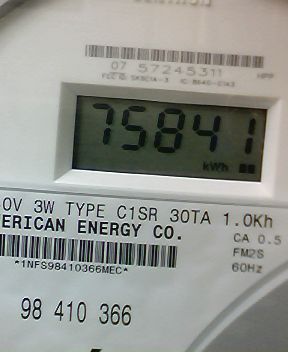 07 57245311
HPP
75841
kWh
0V 3W TYPE C1SR 30TA 1.0Kh
ERICAN ENERGY CO.
CA 0.5
*1NFS98410366MEC*
FM2S
60Hz
98 410 366